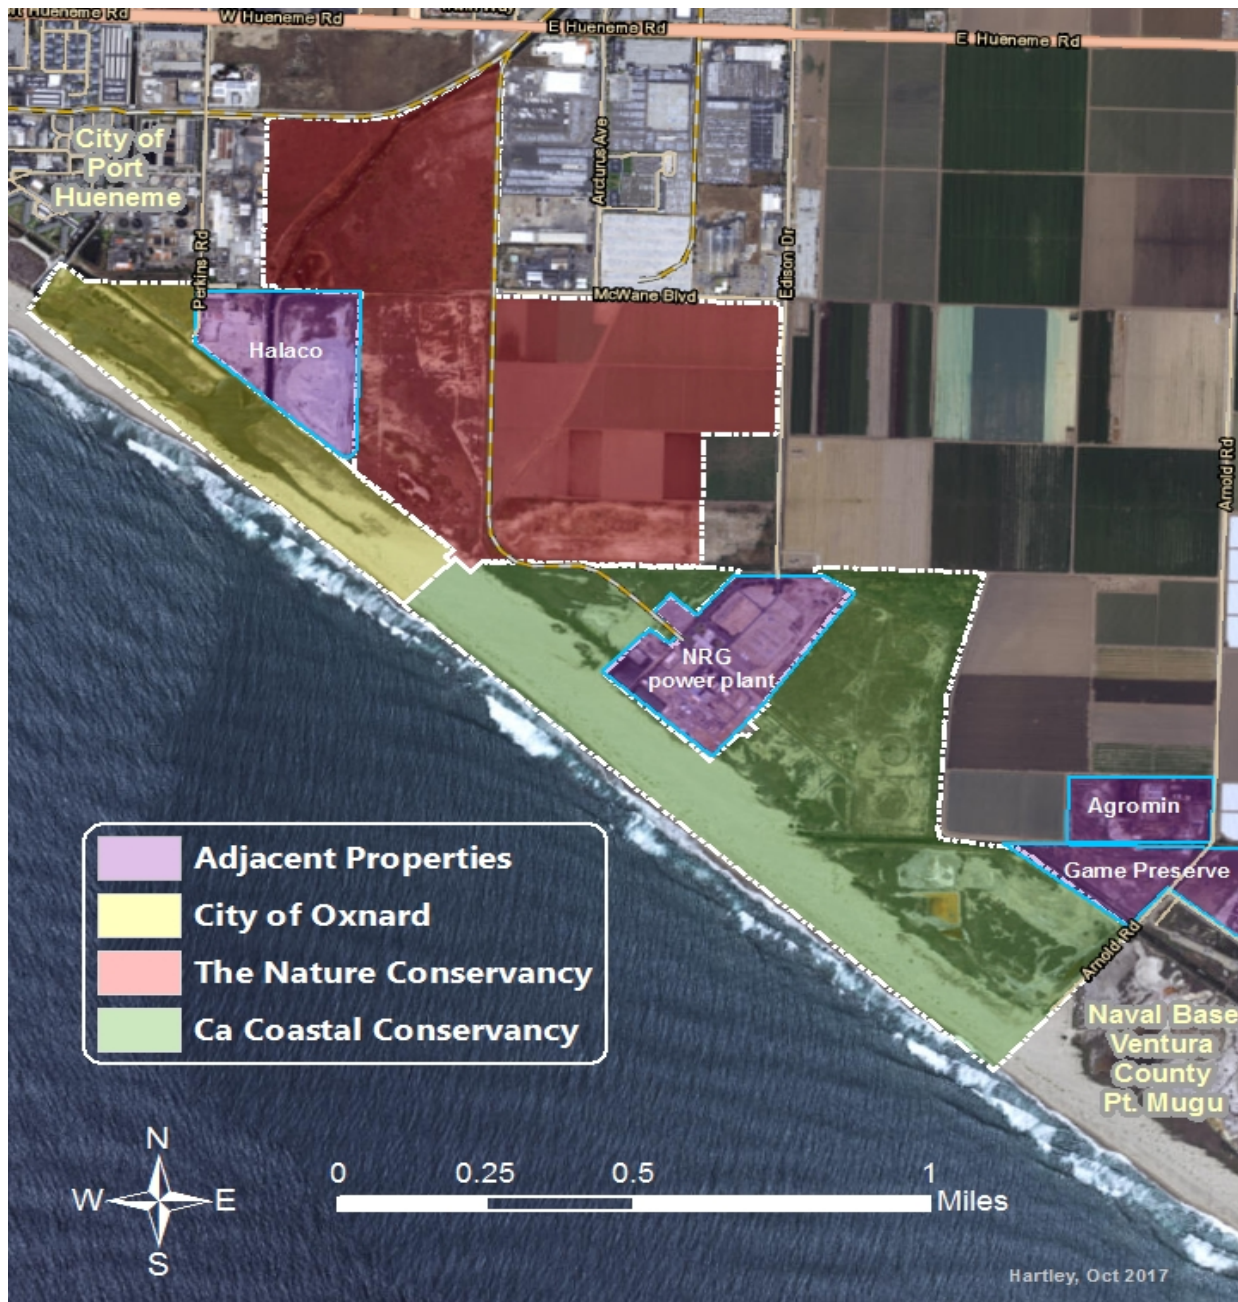 Hueneme Rd
W Hueneme Rd
E Hueneme Rd
E Hueneme Rd
City of
Port
Hueneme
Perkins Rd
Arcturus Ave
Edison Dr
McWane Blvd
Arnold Rd
Halaco
NRG
power plant
Agromin
Game Preserve
Arnold Rd
Naval Base
Ventura
County
Pt. Mugu
Adjacent Properties
City of Oxnard
The Nature Conservancy
Ca Coastal Conservancy
N
W E
S
0 0.25 0.5 1
Miles
Hartley, Oct 2017